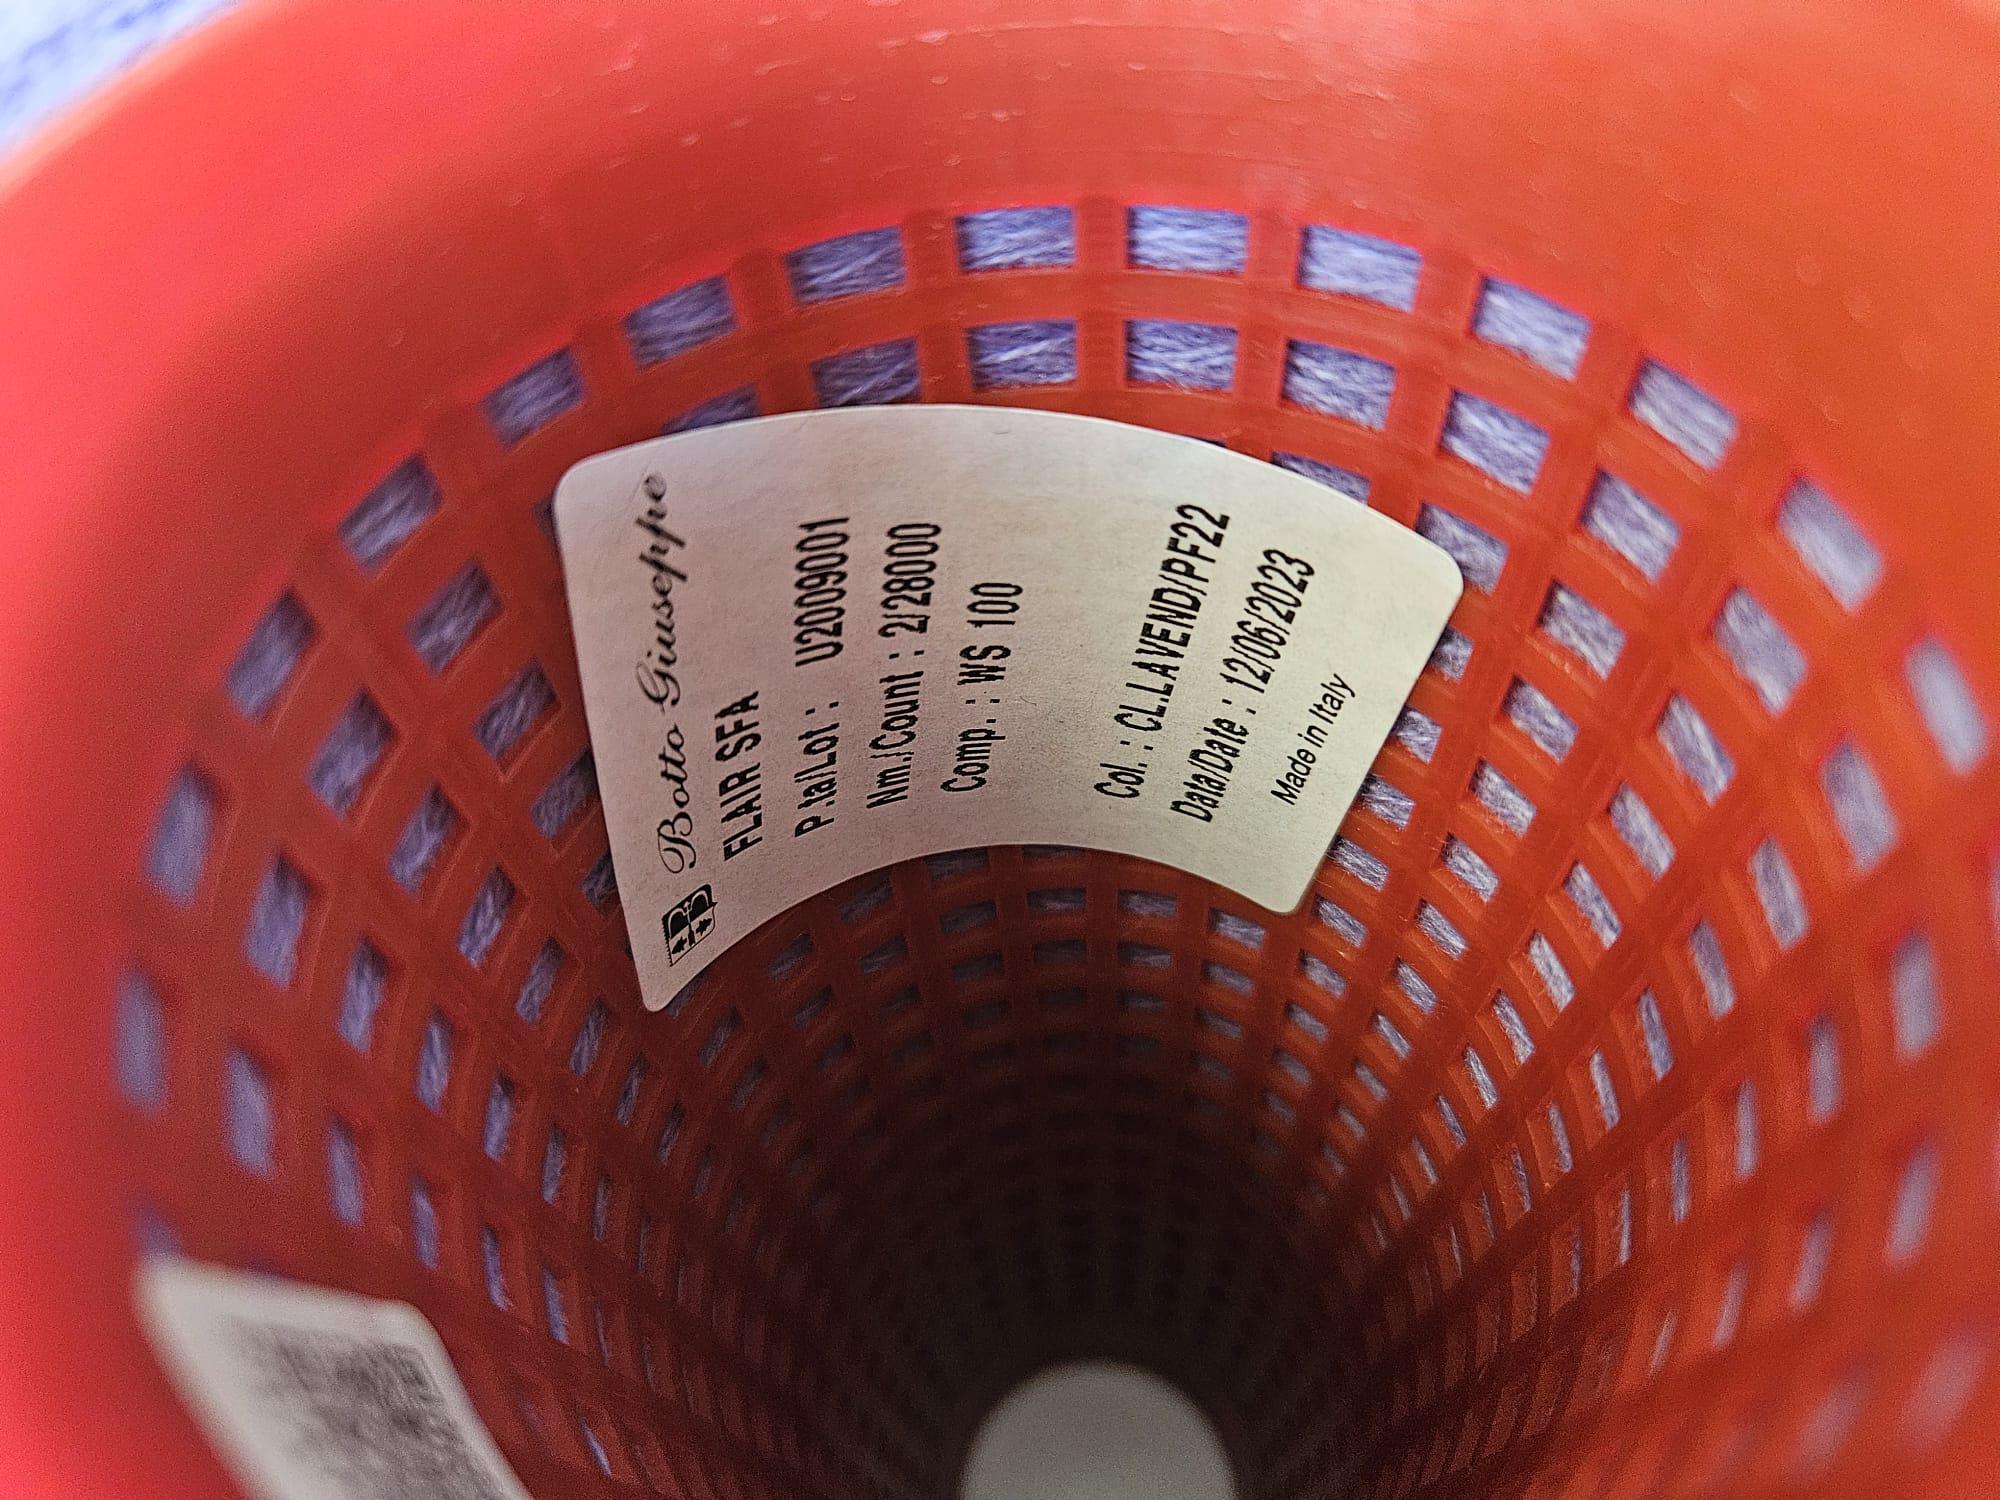 Botto Giuseppe
FLAIR SFA
P.ta/Lot : U2009001
Nm./Count : 2/28000
Comp. : WS 100
Col. : CL.LAVEND/PF22
Data/Date : 12/06/2023
Made in Italy